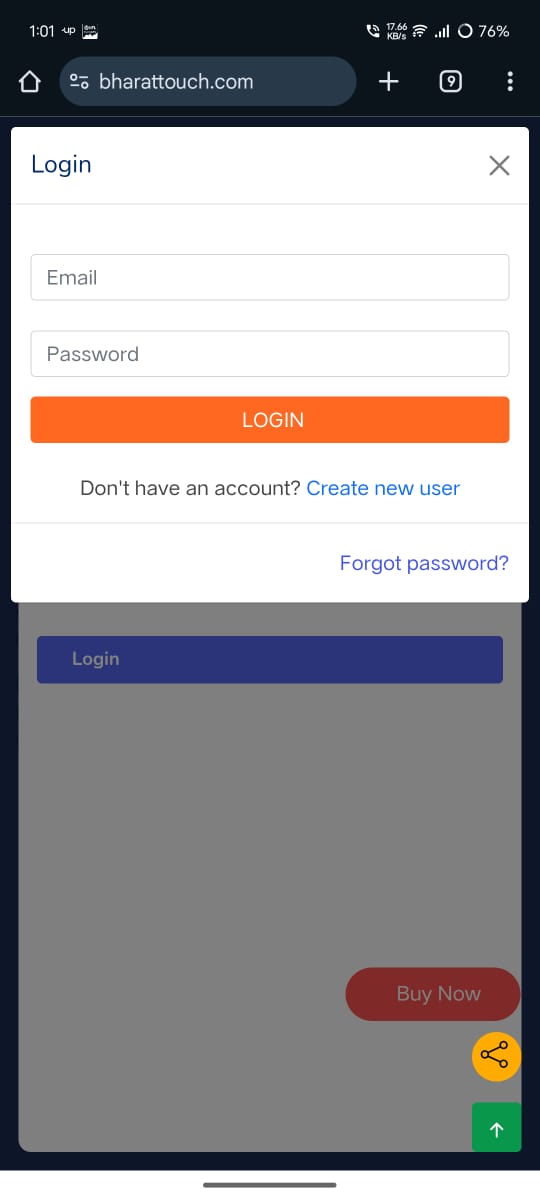 1:01 up 17.66 KB/s 76%
bharattouch.com 9
Login
Email
Password
LOGIN
Don't have an account? Create new user
Forgot password?
Login
Buy Now